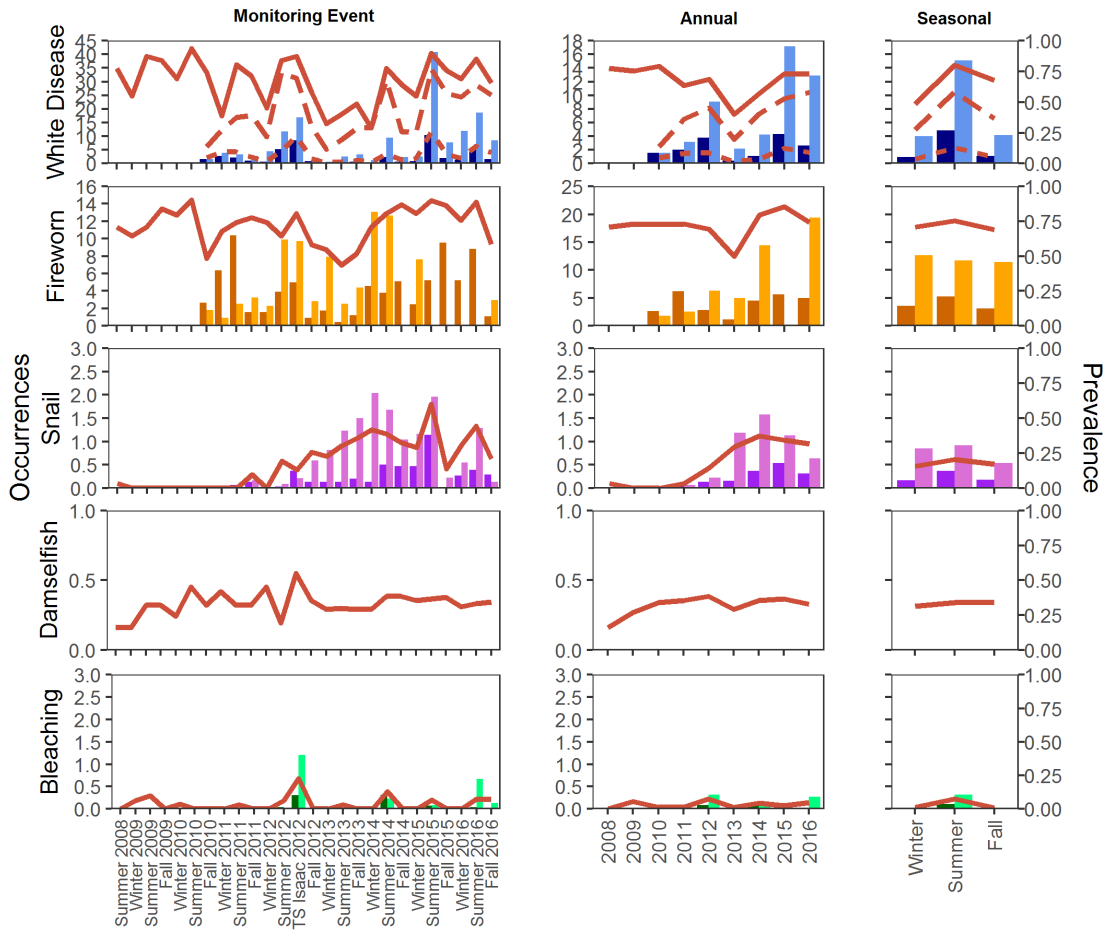 Monitoring Event
Annual
Seasonal
Occurrences
Prevalence
White Disease
45
40
35
30
25
20
15
10
5
0
18
16
14
12
10
8
6
4
2
0
1.00
0.75
0.50
0.25
0.00
Fireworn
16
14
12
10
8
6
4
2
0
25
20
15
10
5
0
1.00
0.75
0.50
0.25
0.00
Snail
3.0
2.5
2.0
1.5
1.0
0.5
0.0
3.0
2.5
2.0
1.5
1.0
0.5
0.0
1.00
0.75
0.50
0.25
0.00
Damselfish
1.0
0.5
0.0
1.0
0.5
0.0
1.00
0.75
0.50
0.25
0.00
Bleaching
3.0
2.5
2.0
1.5
1.0
0.5
0.0
3.0
2.5
2.0
1.5
1.0
0.5
0.0
1.00
0.75
0.50
0.25
0.00
Summer 2008
Winter 2009
Summer 2009
Fall 2009
Winter 2010
Summer 2010
Fall 2010
Winter 2011
Summer 2011
Fall 2011
Winter 2012
Summer 2012
TS Isaac 2012
Fall 2012
Winter 2013
Summer 2013
Fall 2013
Winter 2014
Summer 2014
Fall 2014
Winter 2015
Summer 2015
Fall 2015
Winter 2016
Summer 2016
Fall 2016
2008
2009
2010
2011
2012
2013
2014
2015
2016
Winter
Summer
Fall